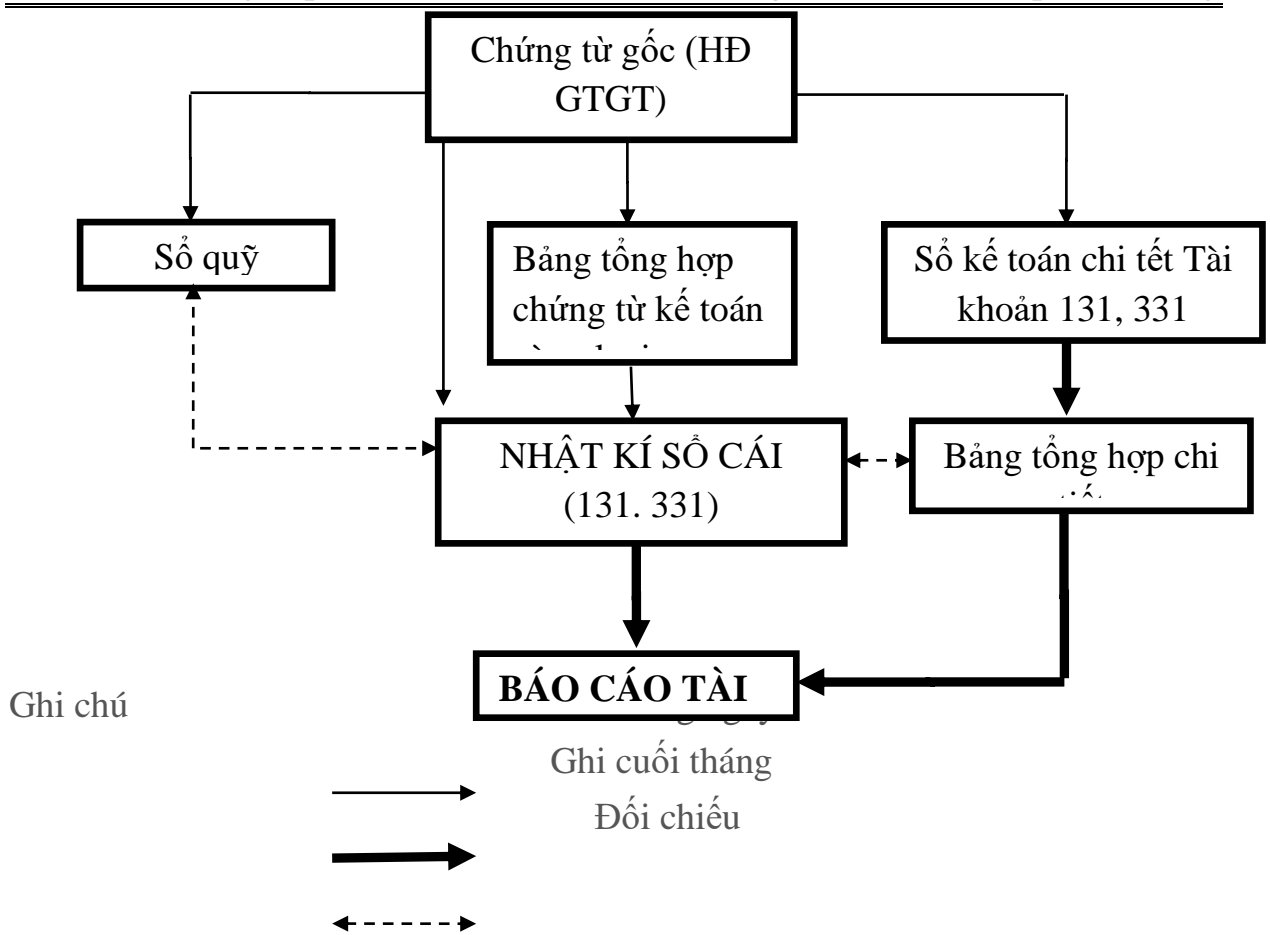 Chứng từ gốc (HĐ
GTGT)
Sổ quỹ
Bảng tổng hợp
chứng từ kế toán
Sổ kế toán chi tết Tài
khoản 131, 331
NHẬT KÍ SỔ CÁI
(131. 331)
Bảng tổng hợp chi
BÁO CÁO TÀI
Ghi chú
Ghi cuối tháng
Đối chiếu